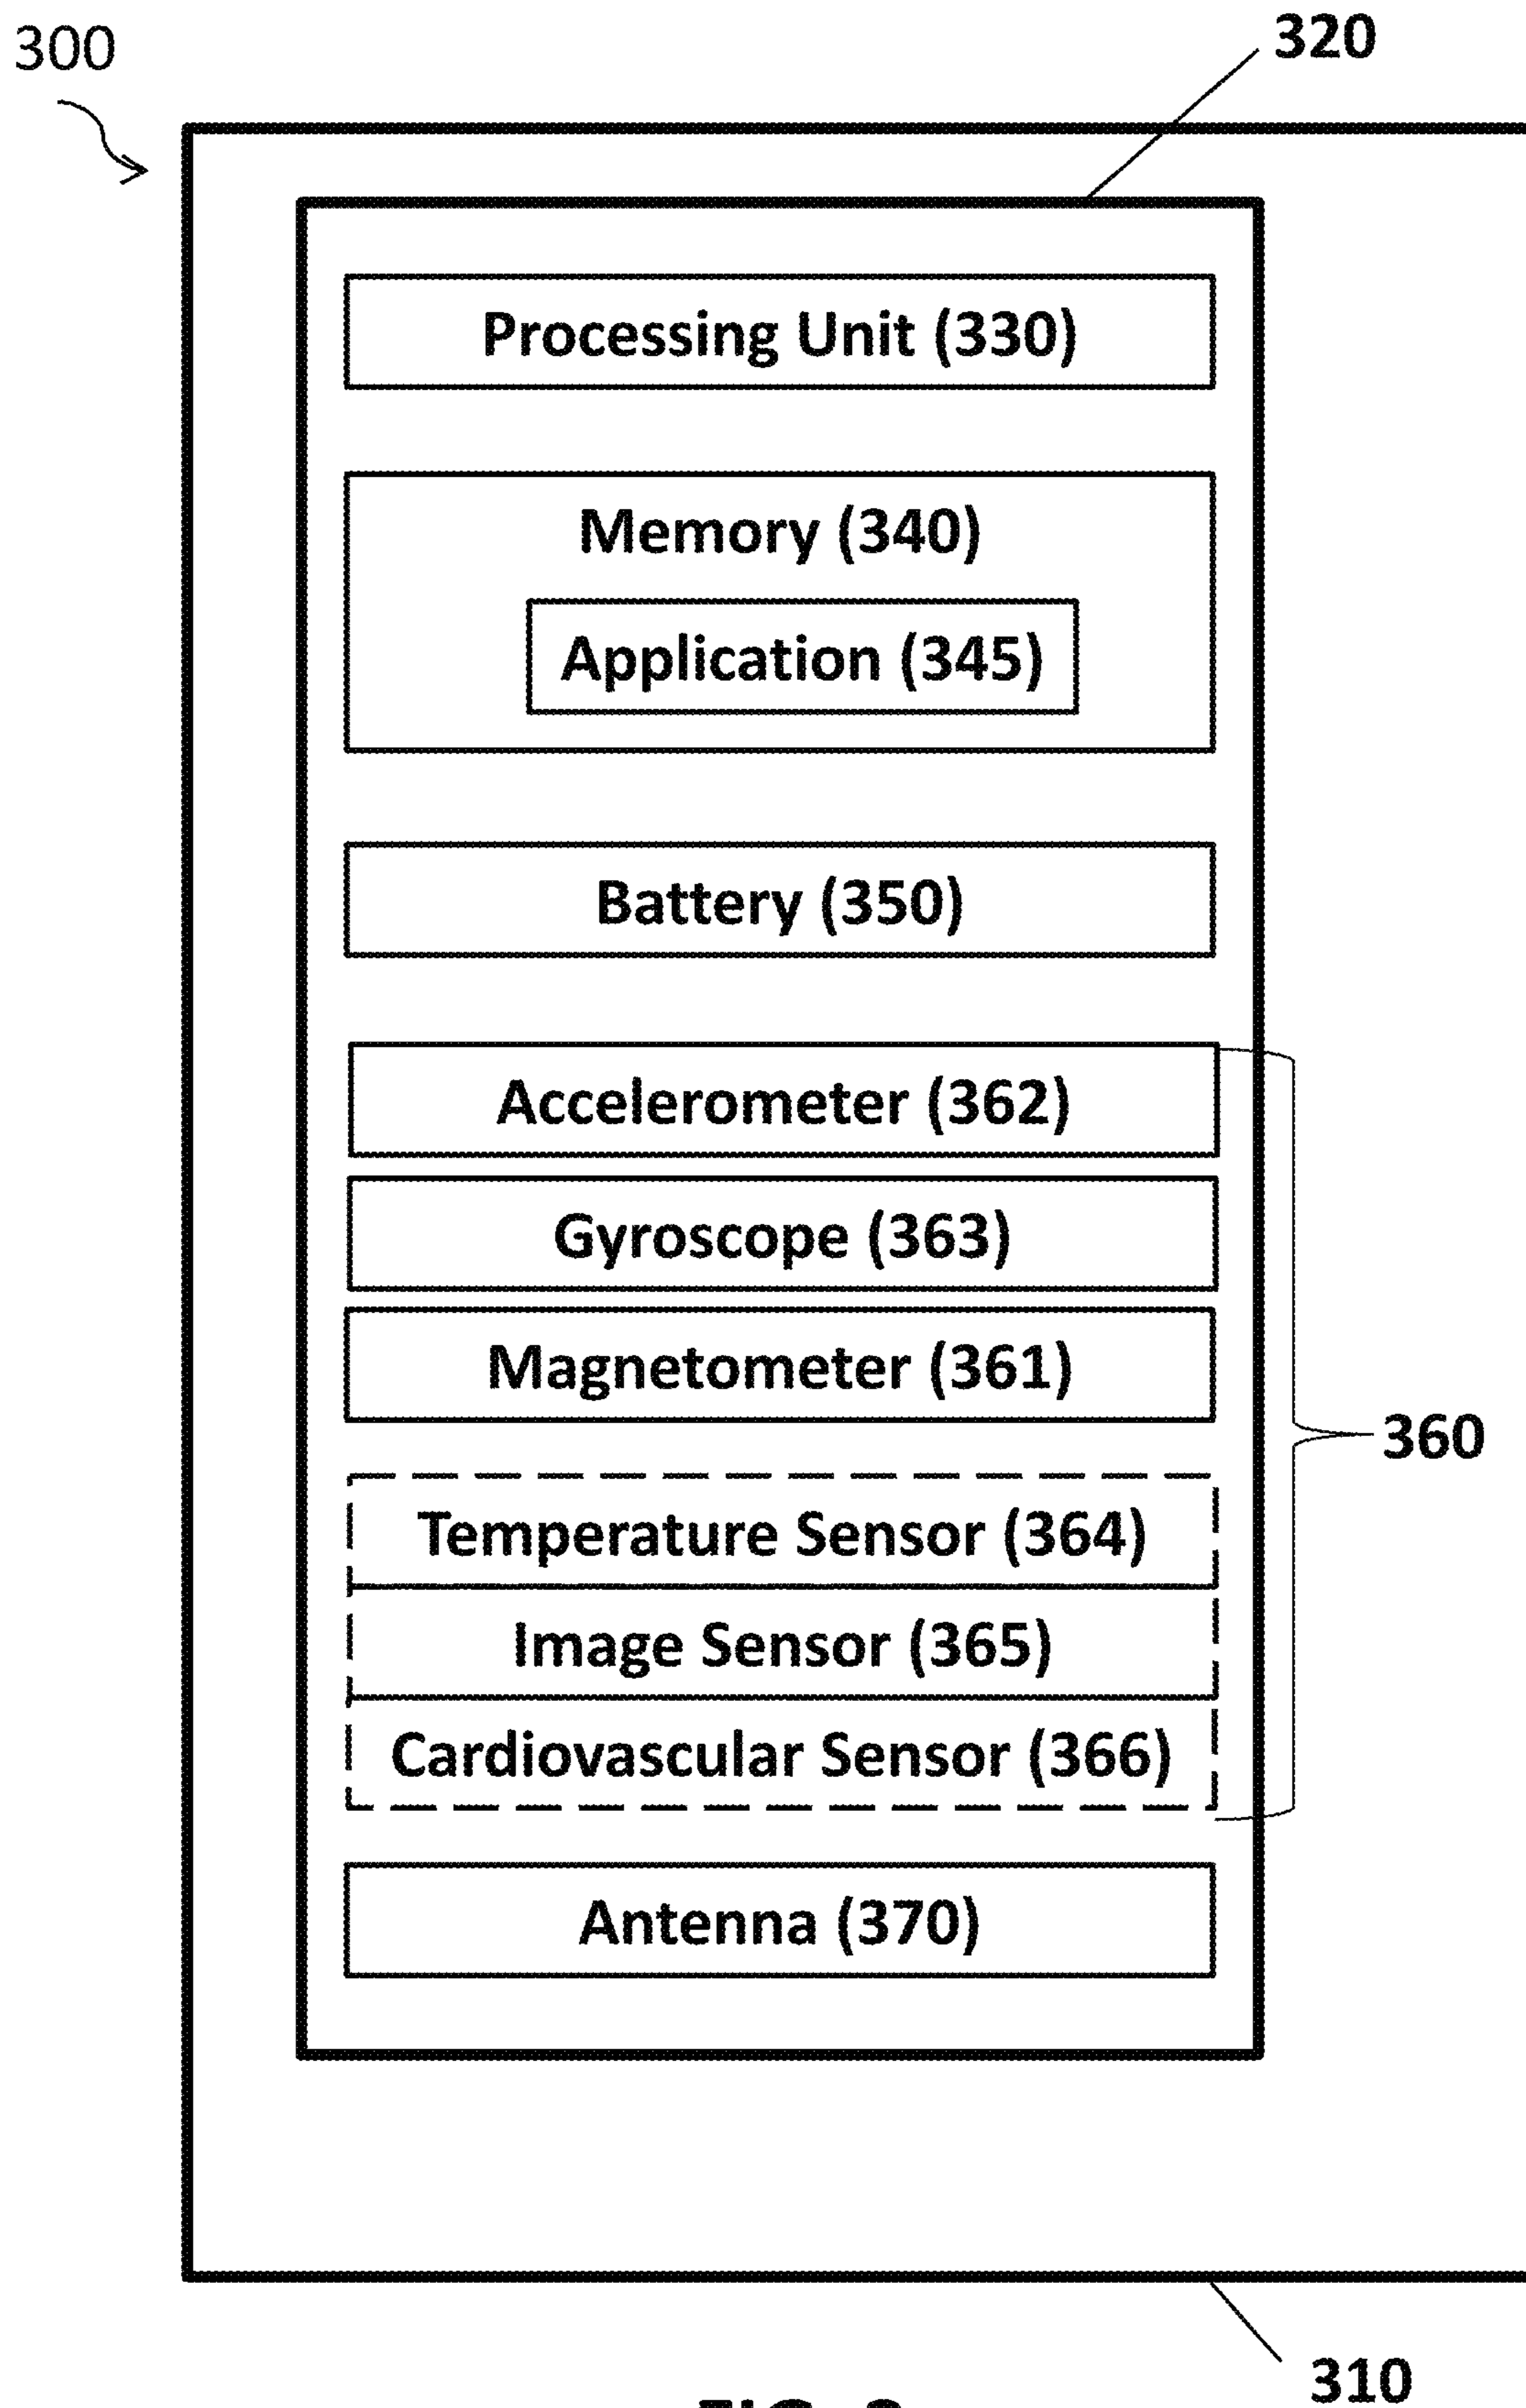 300
320
Processing Unit (330)
Memory (340)
Application (345)
Battery (350)
Accelerometer (362)
Gyroscope (363)
Magnetometer (361)
360
Temperature Sensor (364)
Image Sensor (365)
Cardiovascular Sensor (366)
Antenna (370)
310